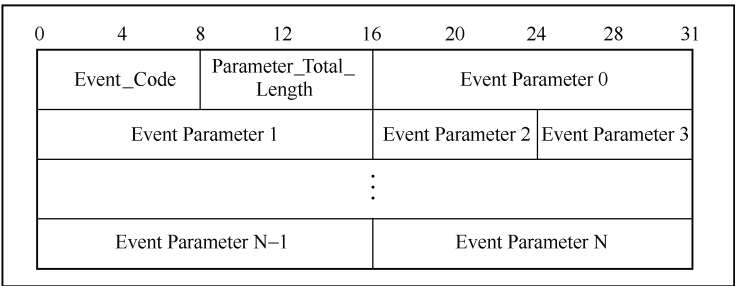 0 4 8 12 16 20 24 28 31
Event_Code
Parameter_Total_
Length
Event Parameter 0
Event Parameter 1
Event Parameter 2
Event Parameter 3
Event Parameter N−1
Event Parameter N